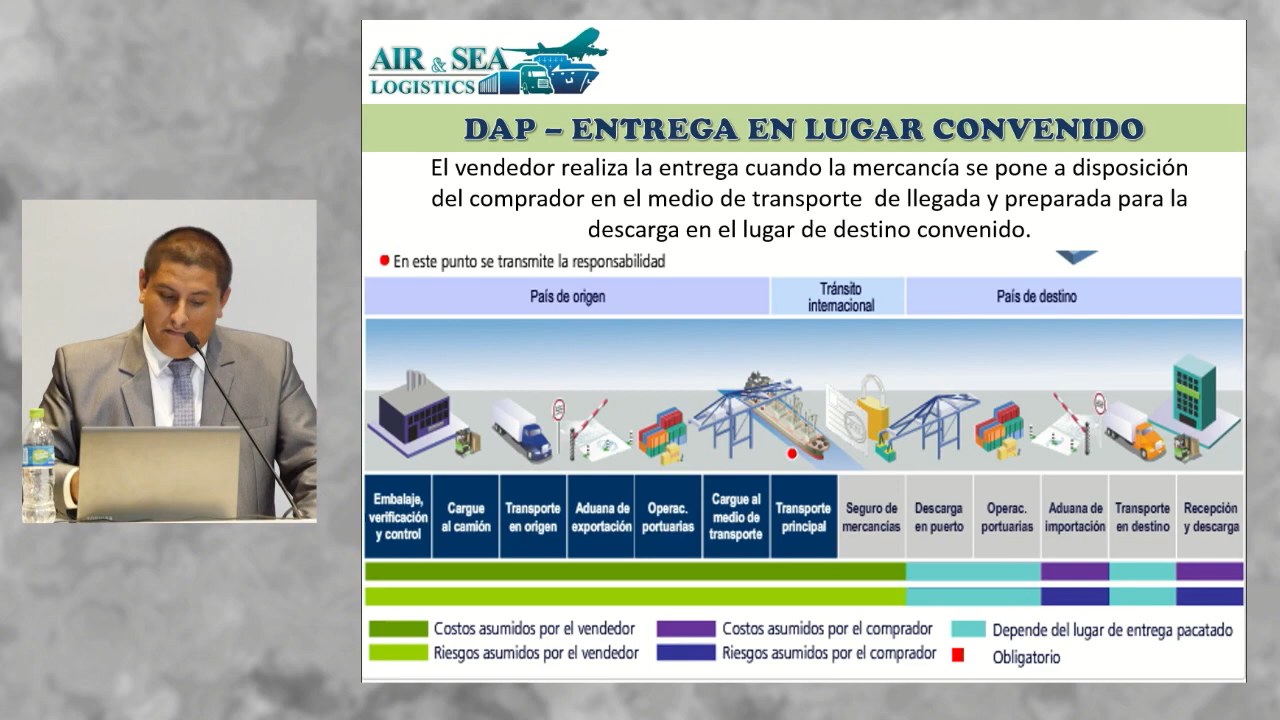 AIR & SEA
LOGISTICS
DAP – ENTREGA EN LUGAR CONVENIDO
El vendedor realiza la entrega cuando la mercancía se pone a disposición
del comprador en el medio de transporte de llegada y preparada para la
descarga en el lugar de destino convenido.
En este punto se transmite la responsabilidad
País de origen
Tránsito
internacional
País de destino
Embalaje,
verificación
y control
Cargue
al camión
Transporte
en origen
Aduana de
exportación
Operac.
portuarias
Cargue al
medio de
transporte
Transporte
principal
Seguro de
mercancías
Descarga
en puerto
Operac.
portuarias
Aduana de
importación
Transporte
en destino
Recepción
y descarga
Costos asumidos por el vendedor
Costos asumidos por el comprador
Depende del lugar de entrega pacatado
Riesgos asumidos por el vendedor
Riesgos asumidos por el comprador
Obligatorio